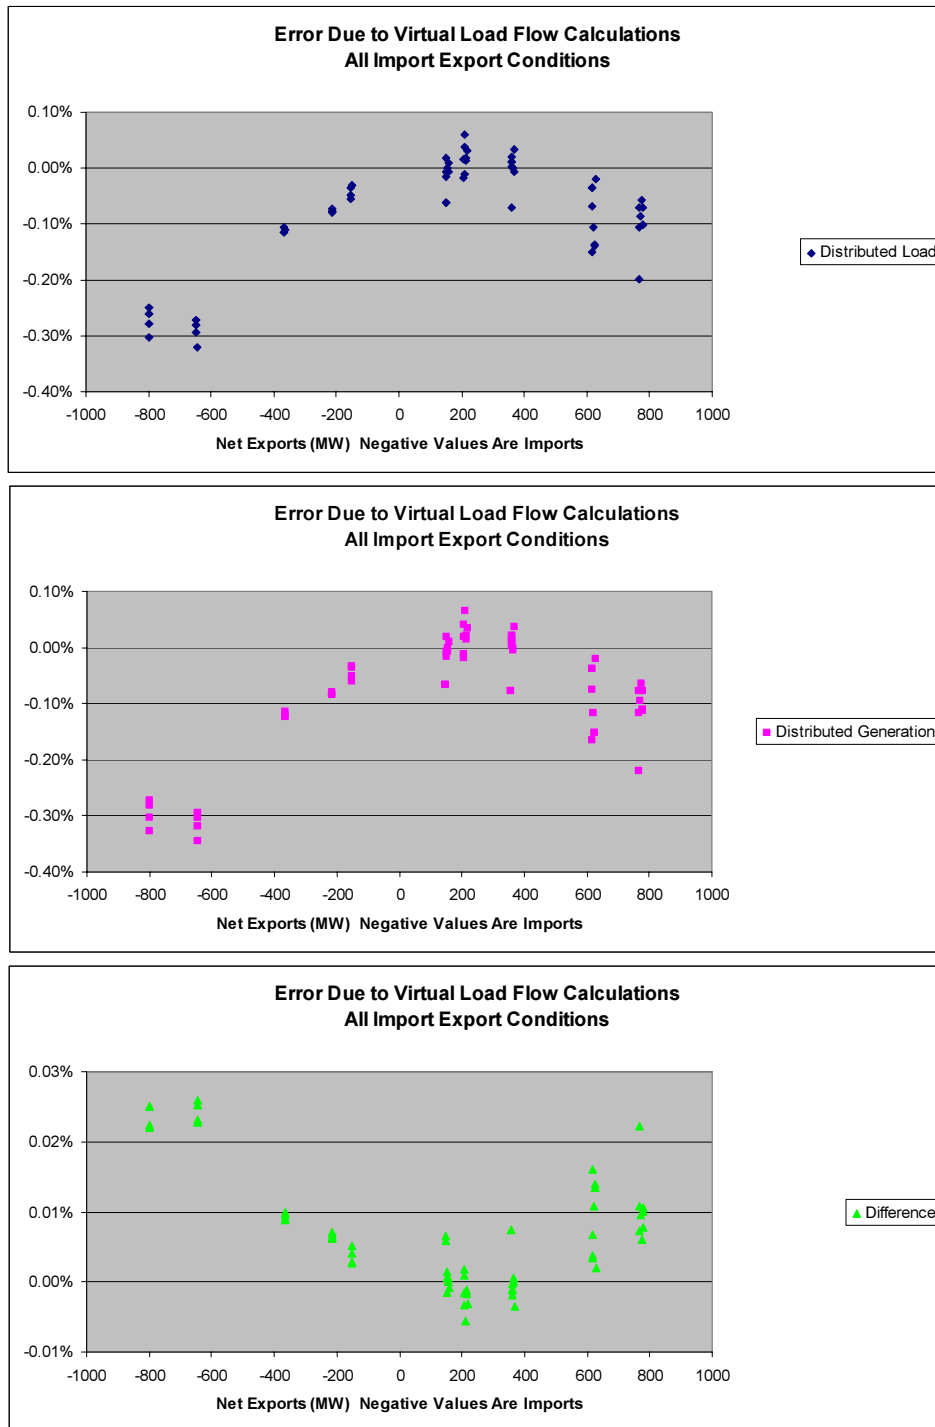 Error Due to Virtual Load Flow Calculations
All Import Export Conditions
0.10%
0.00%
-0.10%
-0.20%
-0.30%
-0.40%
-1000 -800 -600 -400 -200 0 200 400 600 800 1000
Net Exports (MW) Negative Values Are Imports
Distributed Load
Error Due to Virtual Load Flow Calculations
All Import Export Conditions
0.10%
0.00%
-0.10%
-0.20%
-0.30%
-0.40%
-1000 -800 -600 -400 -200 0 200 400 600 800 1000
Net Exports (MW) Negative Values Are Imports
Distributed Generation
Error Due to Virtual Load Flow Calculations
All Import Export Conditions
0.03%
0.02%
0.01%
0.00%
-0.01%
-1000 -800 -600 -400 -200 0 200 400 600 800 1000
Net Exports (MW) Negative Values Are Imports
Difference